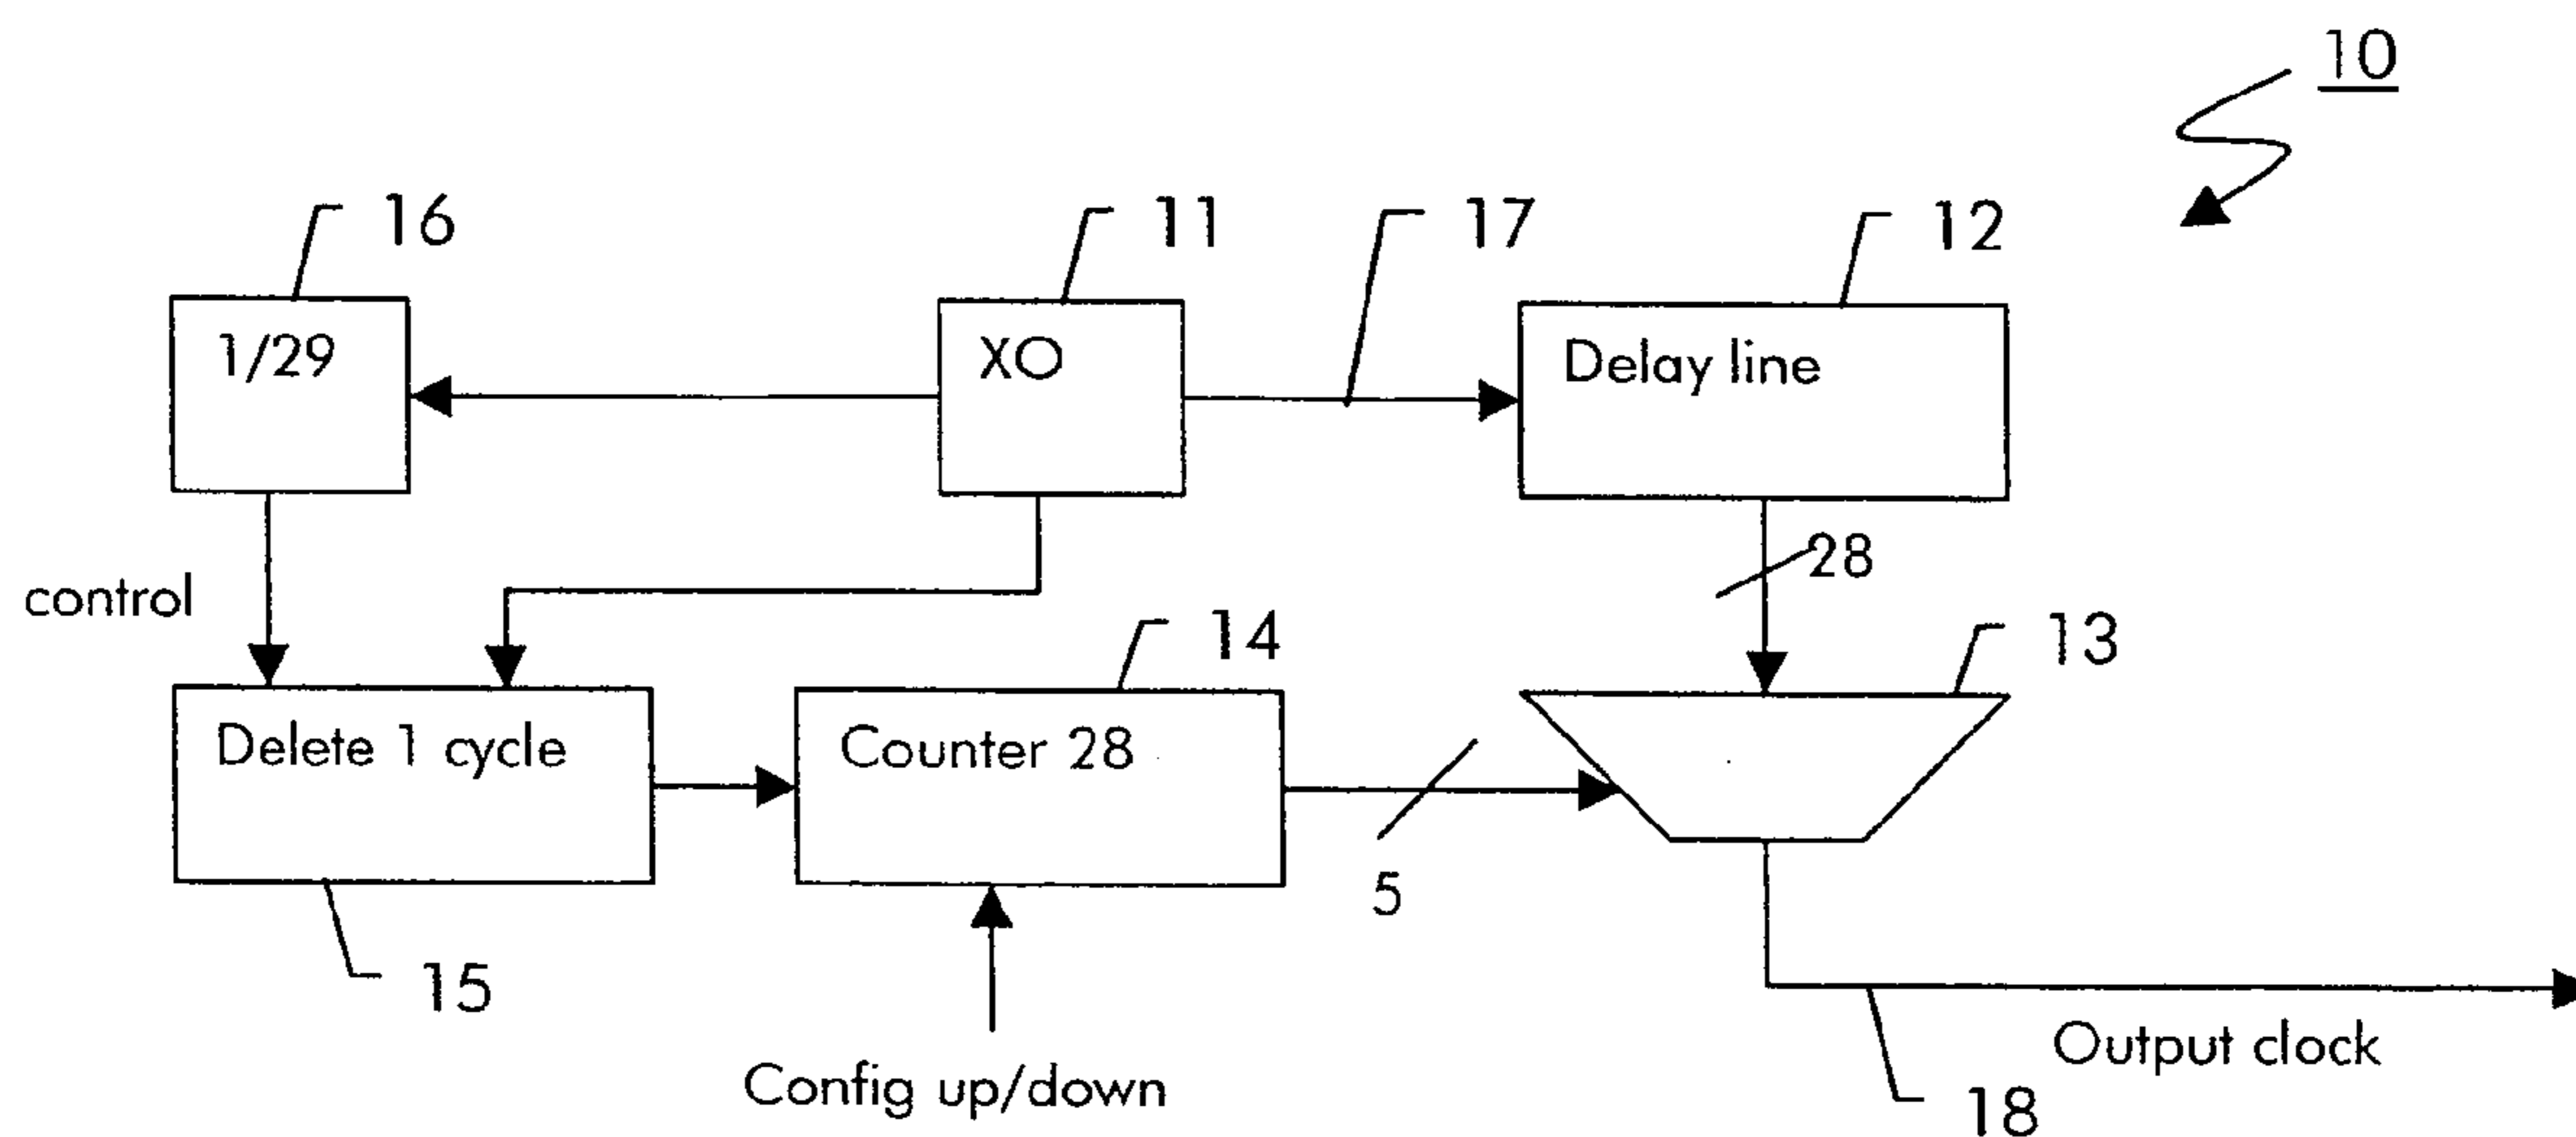 10
16
11
17
12
1/29
XO
Delay line
28
control
14
13
Delete 1 cycle
Counter 28
5
15
Output clock
Config up/down
18